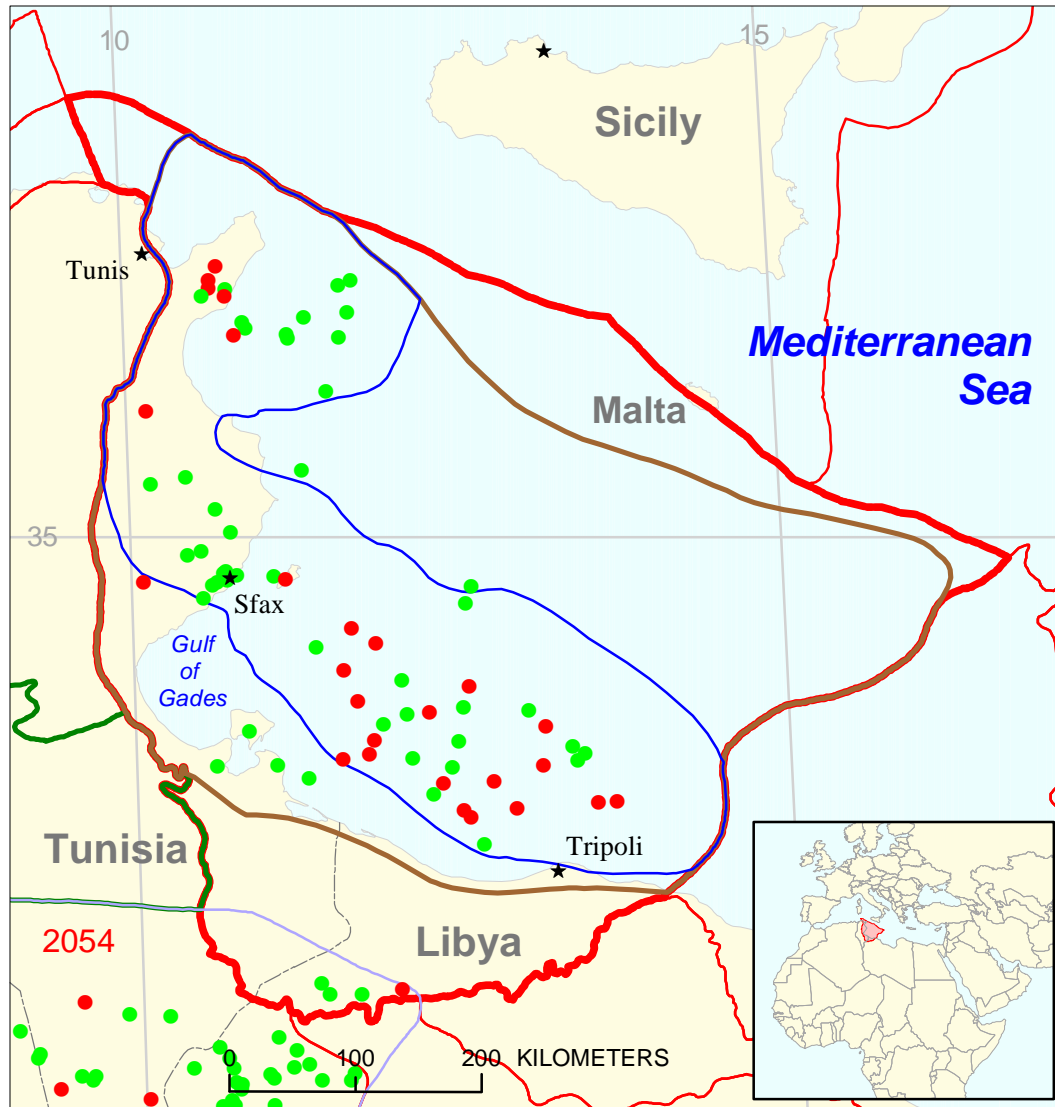 10
15
Sicily
Tunis
Mediterranean
Sea
Malta
35
Sfax
Gulf
of
Gades
Tunisia
Tripoli
Libya
2054
0 100 200 KILOMETERS